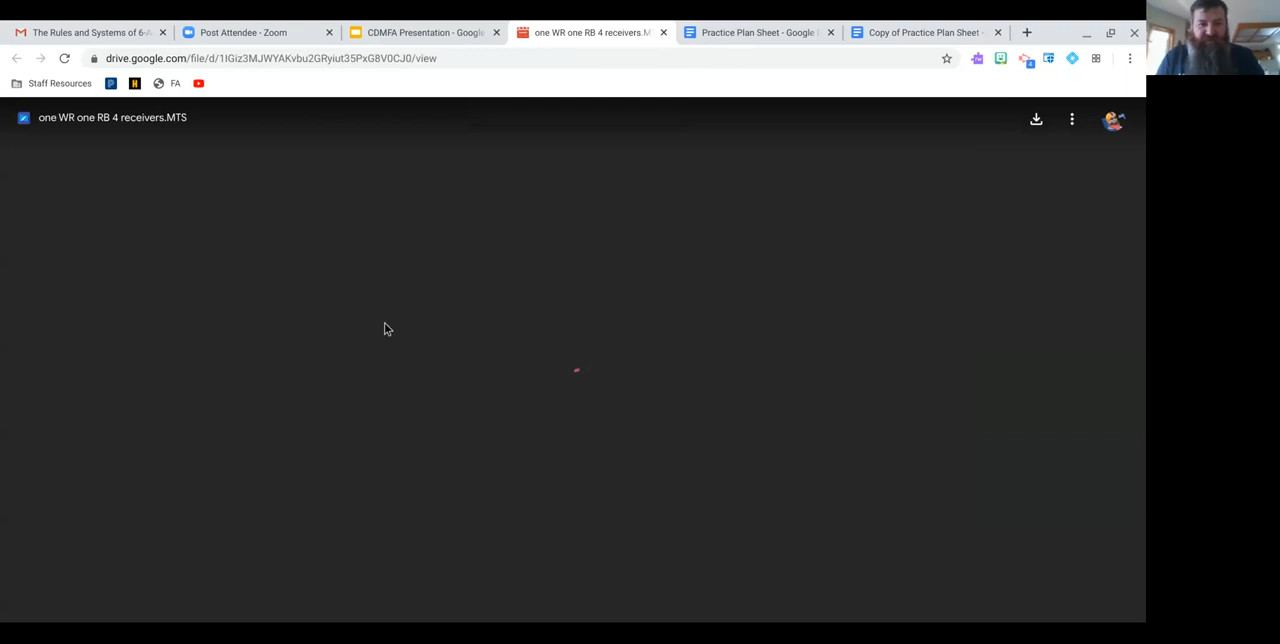 The Rules and Systems of 6-A
Post Attendee - Zoom
CDMFA Presentation - Google
one WR one RB 4 receivers.M
Practice Plan Sheet - Google
Copy of Practice Plan Sheet -
drive.google.com/file/d/1IGiz3MJWYAKvbu2GRyiut35PxG8V0CJ0/view
4
Staff Resources
P
H
FA
one WR one RB 4 receivers.MTS